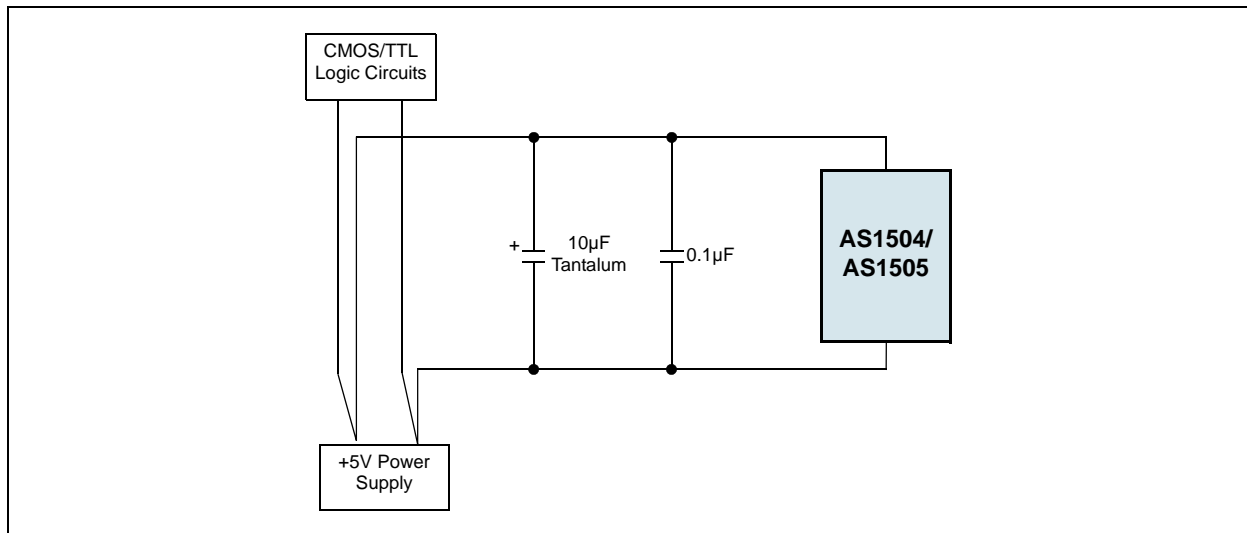 CMOS/TTL
Logic Circuits
+
10µF
Tantalum
0.1µF
AS1504/
AS1505
+5V Power
Supply